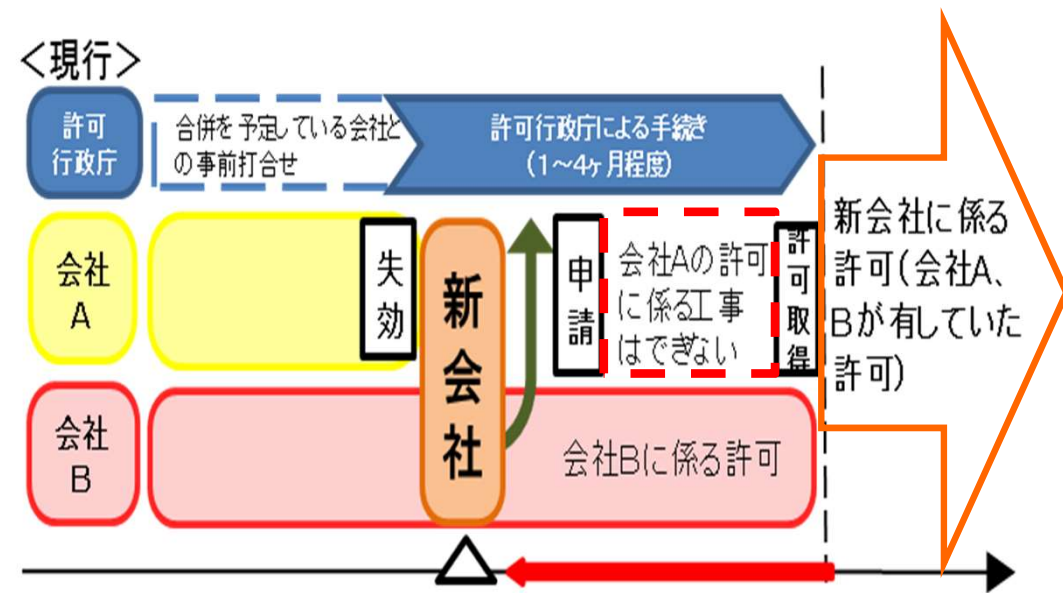 <現行>
許可
行政庁
合併を予定している会社と
の事前打合せ
許可行政庁による手続き
(1～4ヶ月程度)
会社
A
失
効
新
会
社
申
請
会社Aの許可
に係る工事
はできない
許
可
取
得
新会社に係る
許可(会社A、
Bが有していた
許可)
会社
B
会社Bに係る許可